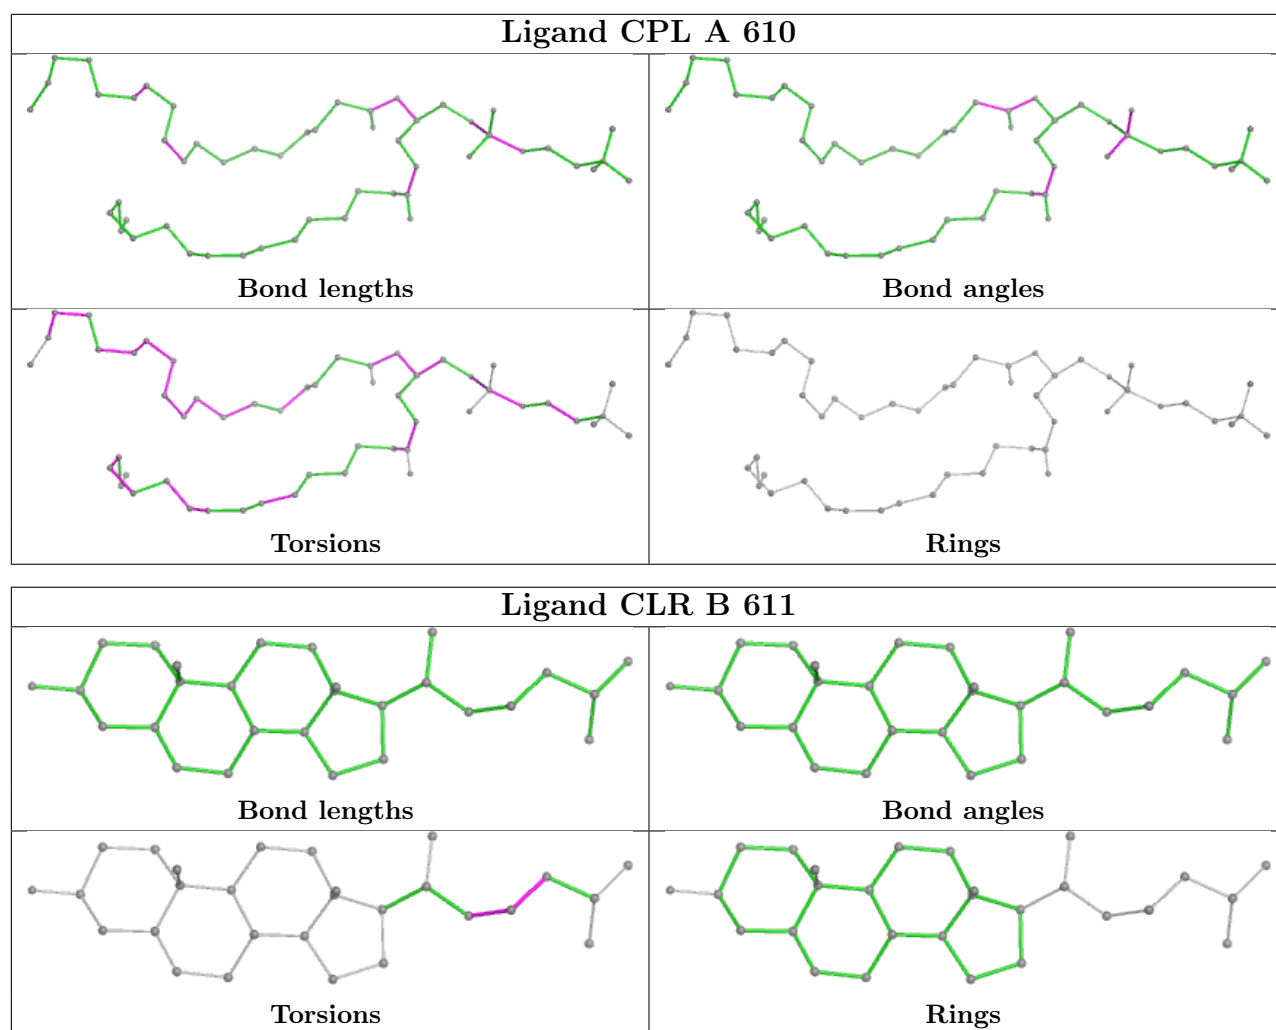 Ligand CPL A 610
Bond lengths
Bond angles
Torsions
Rings
Ligand CLR B 611
Bond lengths
Bond angles
Torsions
Rings